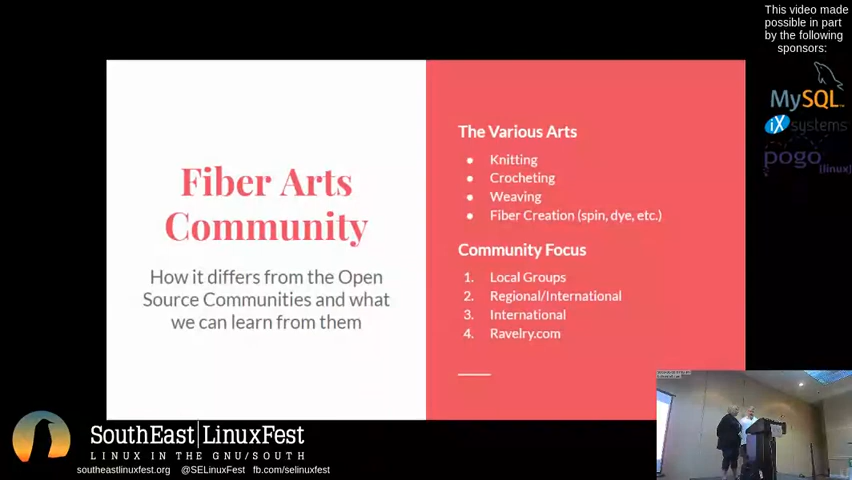 This video made
possible in part
by the following
sponsors:
MySQL
iXsystems
pogo
[linux]
Fiber Arts
Community
How it differs from the Open
Source Communities and what
we can learn from them
The Various Arts
● Knitting
● Crocheting
● Weaving
● Fiber Creation (spin, dye, etc.)
Community Focus
1. Local Groups
2. Regional/International
3. International
4. Ravelry.com
SouthEast|LinuxFest
LINUX IN THE GNU/SOUTH
southeastlinuxfest.org @SELinuxFest fb.com/selinuxfest